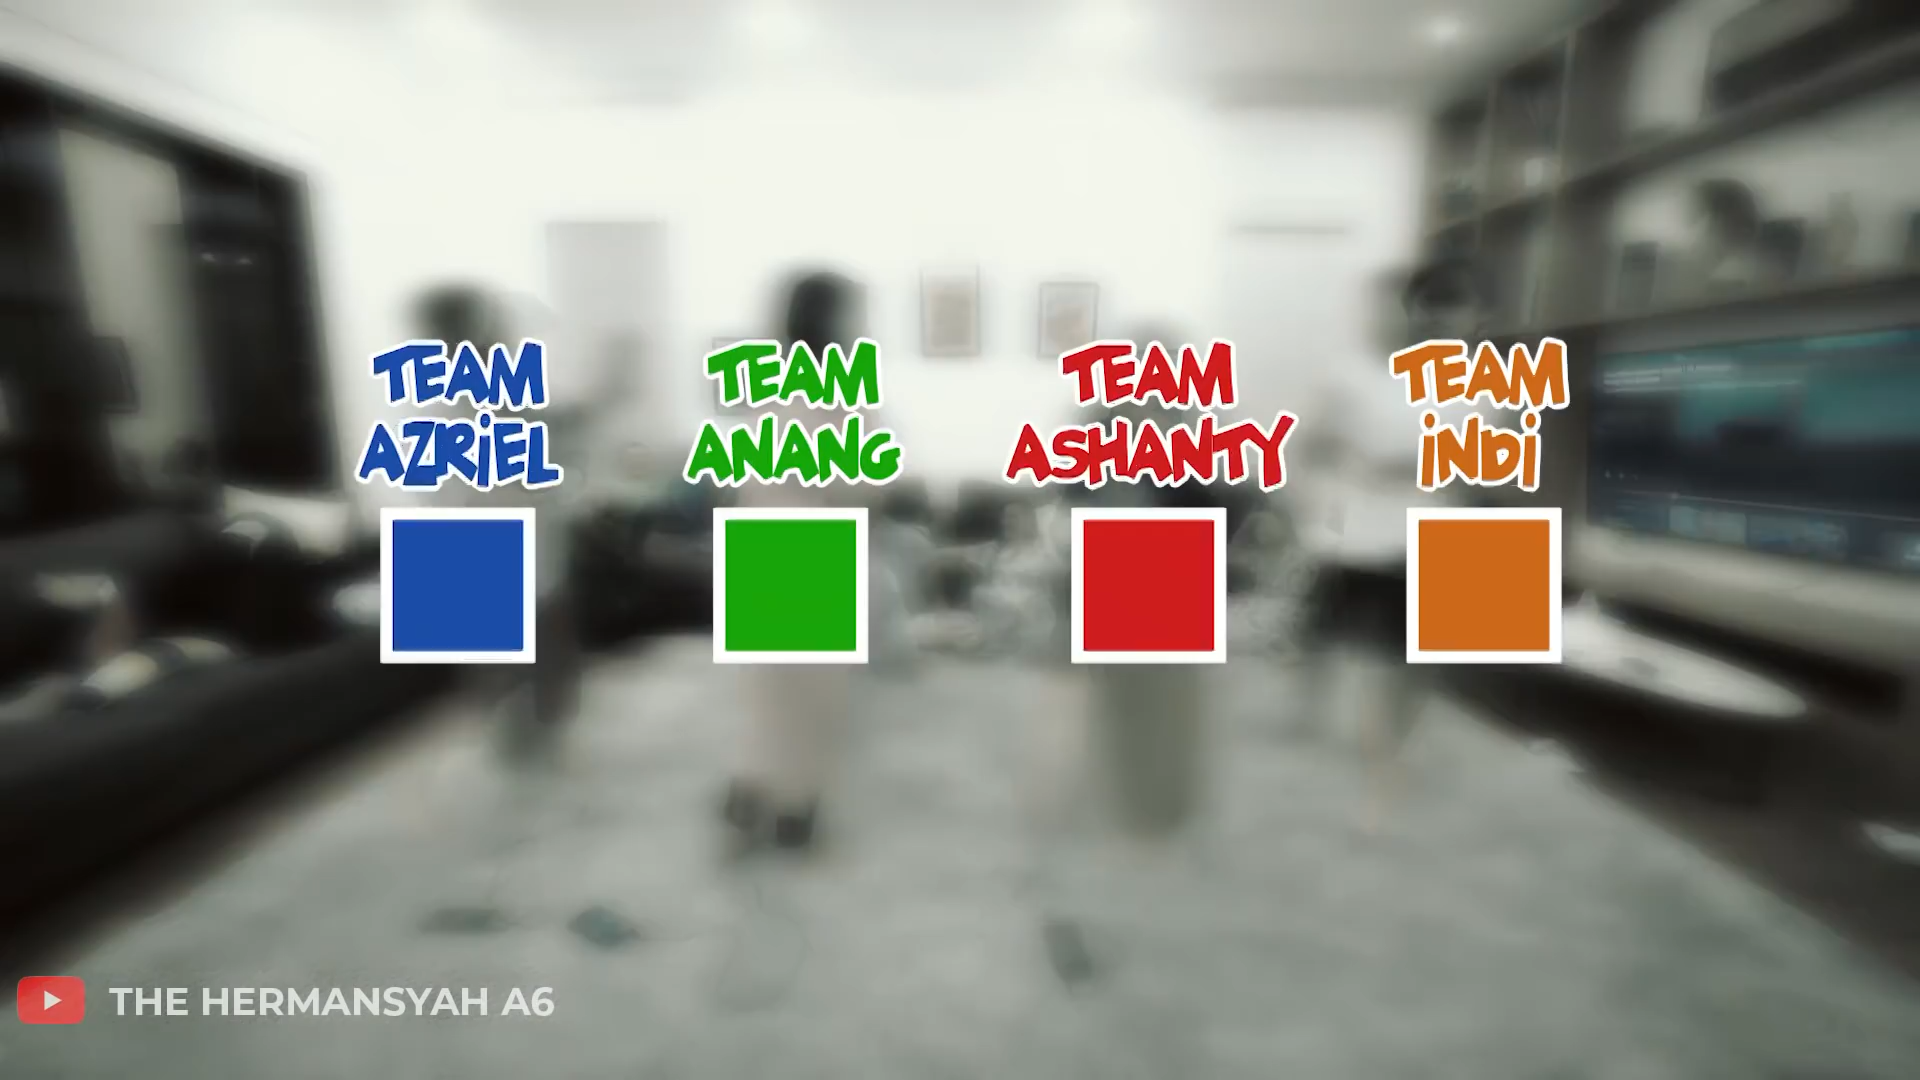 TEAM
AZRiEL
TEAM
ANANG
TEAM
ASHANTY
TEAM
iNDi
THE HERMANSYAH A6